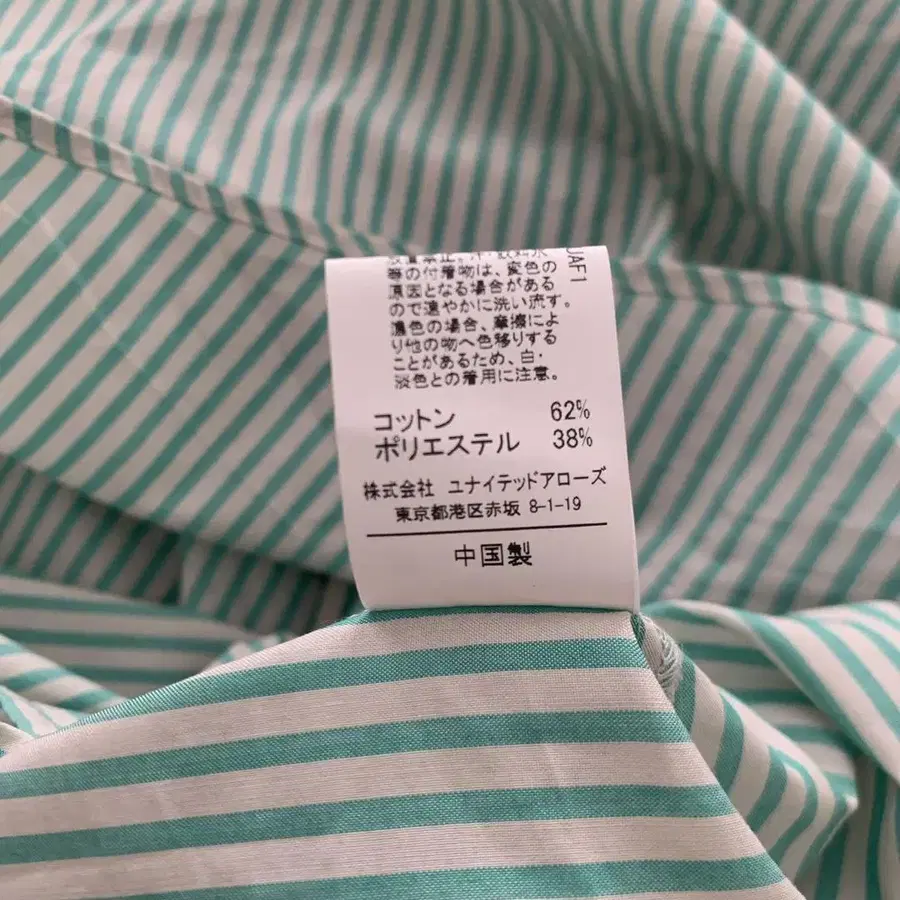 等の付着物は、変色の
原因となる場合がある
ので速やかに洗い流す。
濃色の場合、摩擦によ
り他の物へ色移りする
ことがあるため、白・
淡色との着用に注意。
JAF1
コットン 62%
ポリエステル 38%
株式会社 ユナイテッドアローズ
東京都港区赤坂 8-1-19
中国製